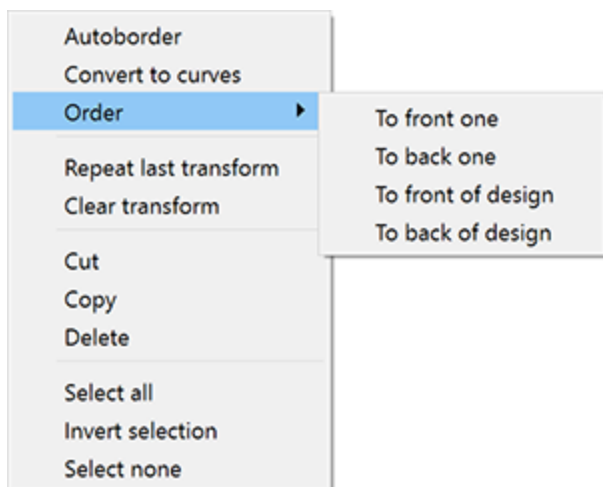 Autoborder
Convert to curves
Order
To front one
To back one
To front of design
To back of design
Repeat last transform
Clear transform
Cut
Copy
Delete
Select all
Invert selection
Select none